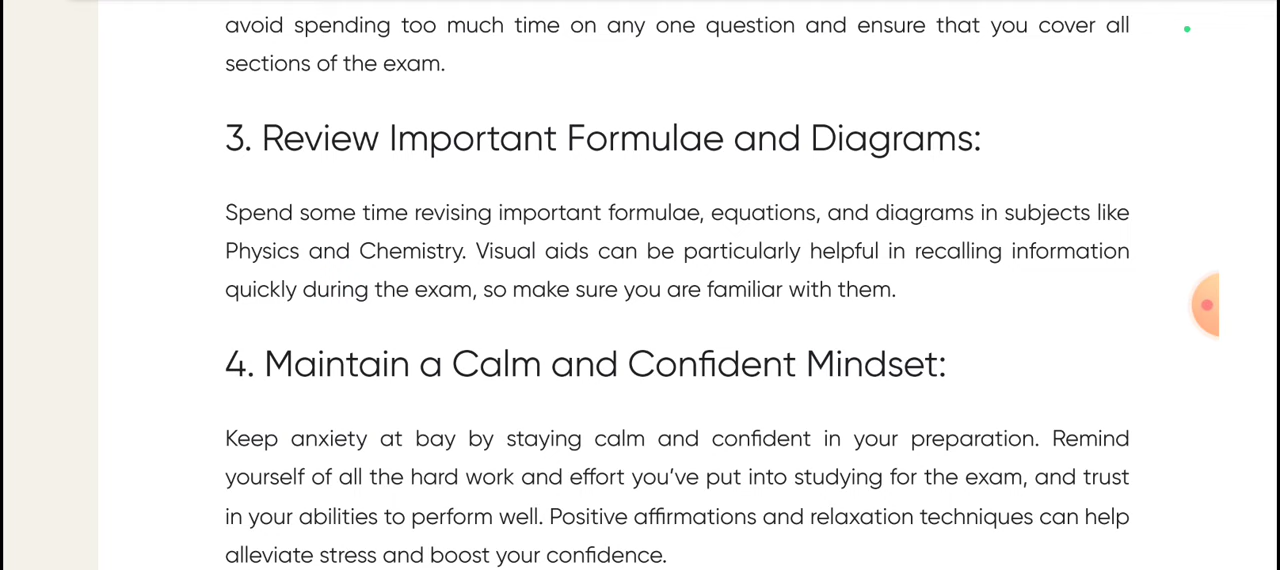 avoid spending too much time on any one question and ensure that you cover all
sections of the exam.
3. Review Important Formulae and Diagrams:
Spend some time revising important formulae, equations, and diagrams in subjects like
Physics and Chemistry. Visual aids can be particularly helpful in recalling information
quickly during the exam, so make sure you are familiar with them.
4. Maintain a Calm and Confident Mindset:
Keep anxiety at bay by staying calm and confident in your preparation. Remind
yourself of all the hard work and effort you’ve put into studying for the exam, and trust
in your abilities to perform well. Positive affirmations and relaxation techniques can help
alleviate stress and boost your confidence.